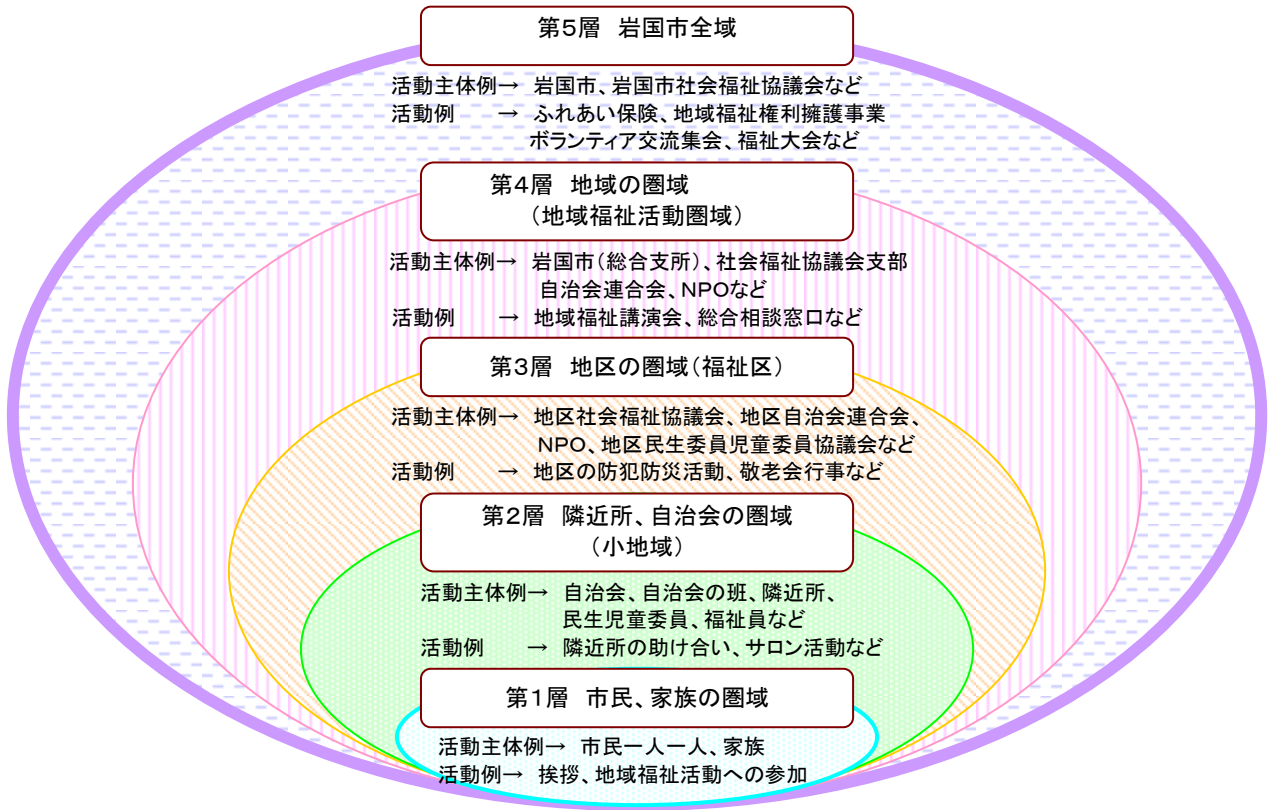 第5層 岩国市全域
活動主体例→ 岩国市、岩国市社会福祉協議会など
活動例 → ふれあい保険、地域福祉権利擁護事業
ボランティア交流集会、福祉大会など
第4層 地域の圏域
（地域福祉活動圏域）
活動主体例→ 岩国市（総合支所）、社会福祉協議会支部
自治会連合会、NPOなど
活動例 → 地域福祉講演会、総合相談窓口など
第3層 地区の圏域（福祉区）
活動主体例→ 地区社会福祉協議会、地区自治会連合会、
NPO、地区民生委員児童委員協議会など
活動例 → 地区の防犯防災活動、敬老会行事など
第2層 隣近所、自治会の圏域
（小地域）
活動主体例→ 自治会、自治会の班、隣近所、
民生児童委員、福祉員など
活動例 → 隣近所の助け合い、サロン活動など
第1層 市民、家族の圏域
活動主体例→ 市民一人一人、家族
活動例→ 挨拶、地域福祉活動への参加